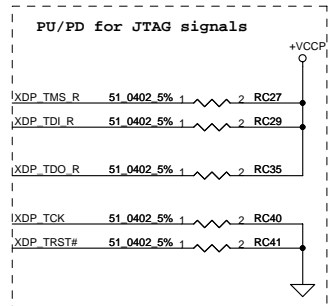 PU/PD for JTAG signals
+VCCP
XDP_TMS_R 51_0402_5% 1 2 RC27
XDP_TDI_R 51_0402_5% 1 2 RC29
XDP_TDO_R 51_0402_5% 1 2 RC35
XDP_TCK 51_0402_5% 1 2 RC40
XDP_TRST# 51_0402_5% 1 2 RC41